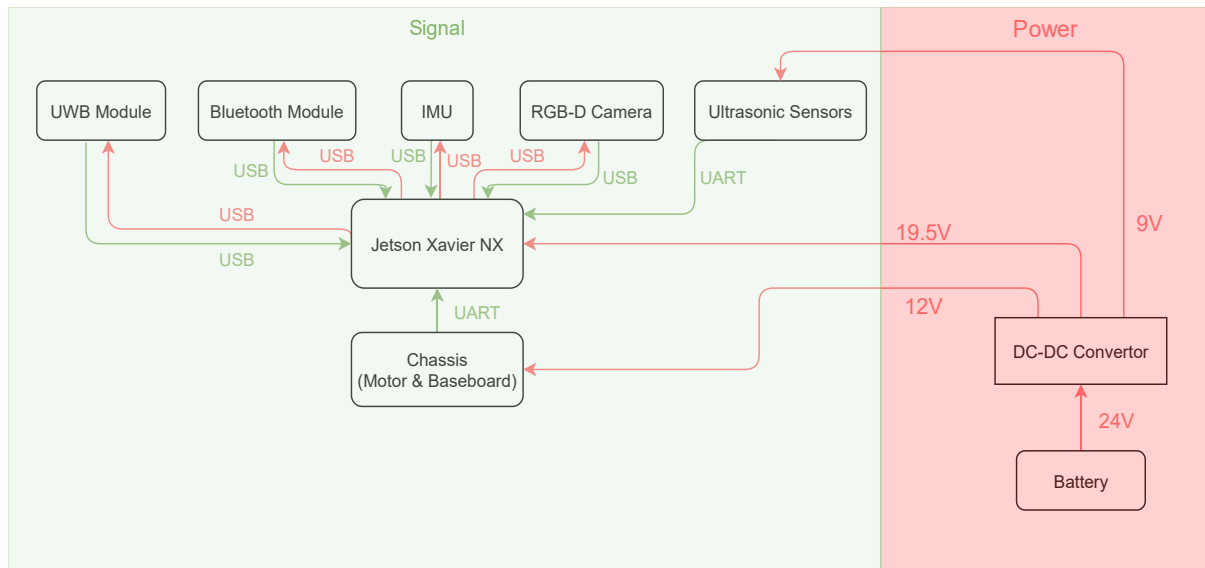 Signal
Power
UWB Module
Bluetooth Module
IMU
RGB-D Camera
Ultrasonic Sensors
USB
USB
USB
USB
USB
USB
UART
USB
USB
Jetson Xavier NX
19.5V
9V
12V
UART
Chassis
(Motor & Baseboard)
DC-DC Convertor
24V
Battery